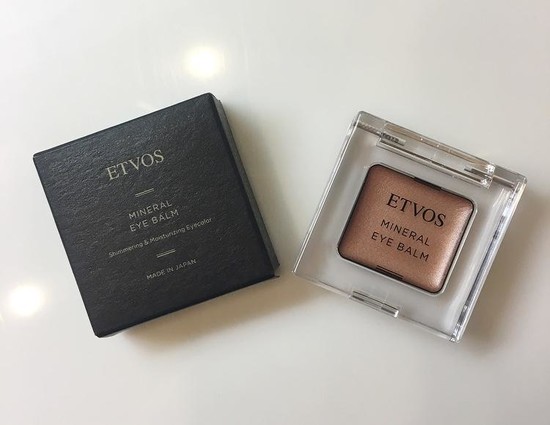 ETVOS
MINERAL
EYE BALM
Shimmering & Moisturizing Eyecolor
MADE IN JAPAN
ETVOS
MINERAL
EYE BALM